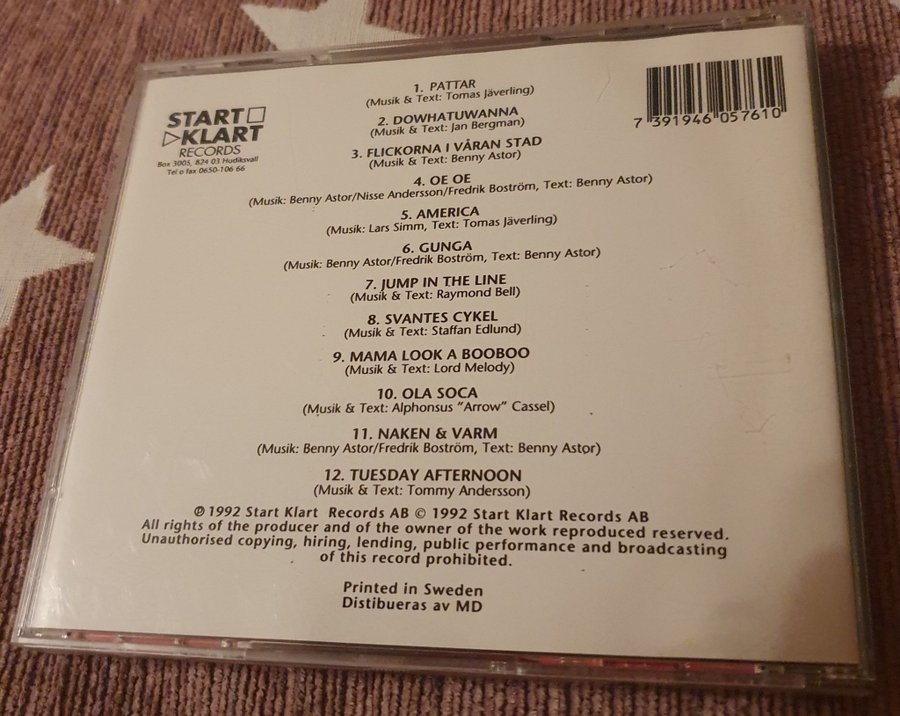 START
KLART
RECORDS
Box 3005, 824 03 Hudiksvall
Tel o fax 0650-106 66
7 391946 057610
1. PATTAR
(Musik & Text: Tomas Jäverling)
2. DOWHATUWANNA
(Musik & Text: Jan Bergman)
3. FLICKORNA I VÅRAN STAD
(Musik & Text: Benny Astor)
4. OE OE
(Musik: Benny Astor/Nisse Andersson/Fredrik Boström, Text: Benny Astor)
5. AMERICA
(Musik: Lars Simm, Text: Tomas Jäverling)
6. GUNGA
(Musik: Benny Astor/Fredrik Boström, Text: Benny Astor)
7. JUMP IN THE LINE
(Musik & Text: Raymond Bell)
8. SVANTES CYKEL
(Musik & Text: Staffan Edlund)
9. MAMA LOOK A BOOBOO
(Musik & Text: Lord Melody)
10. OLA SOCA
(Musik & Text: Alphonsus "Arrow" Cassel)
11. NAKEN & VARM
(Musik: Benny Astor/Fredrik Boström, Text: Benny Astor)
12. TUESDAY AFTERNOON
(Musik & Text: Tommy Andersson)
℗ 1992 Start Klart Records AB © 1992 Start Klart Records AB
All rights of the producer and of the owner of the work reproduced reserved.
Unauthorised copying, hiring, lending, public performance and broadcasting
of this record prohibited.
Printed in Sweden
Distibueras av MD